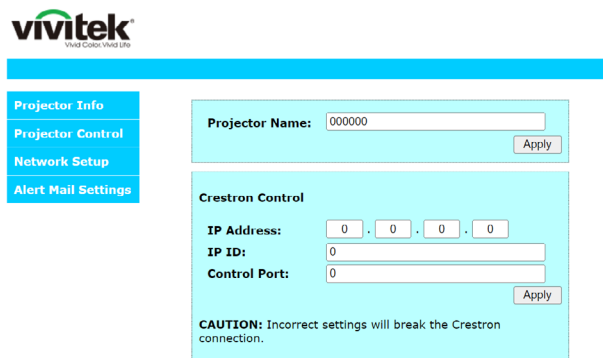 vivitek
Vivid Color, Vivid Life
Projector Info
Projector Control
Network Setup
Alert Mail Settings
Projector Name: 000000
Apply
Crestron Control
IP Address: 0 . 0 . 0 . 0
IP ID: 0
Control Port: 0
Apply
CAUTION: Incorrect settings will break the Crestron
connection.